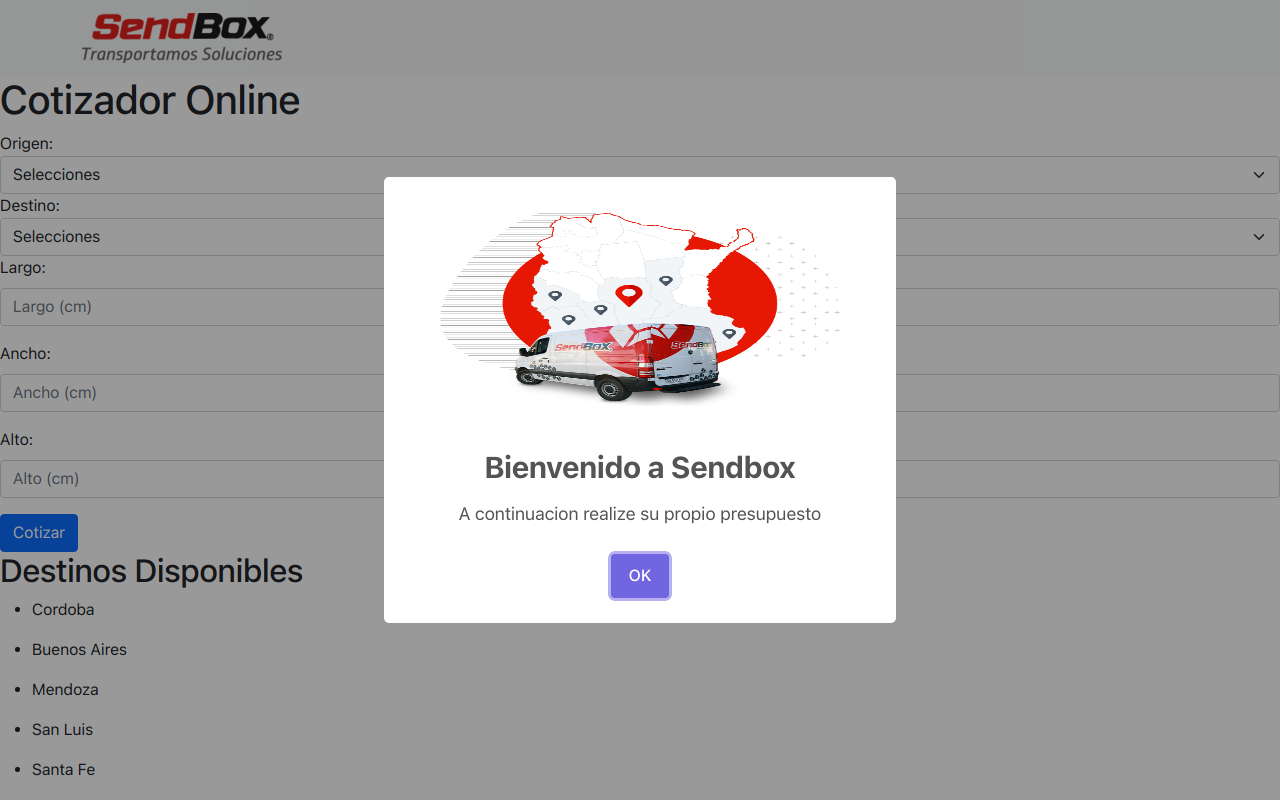 SendBox®
Transportamos Soluciones
Cotizador Online
Origen:
Selecciones
Destino:
Selecciones
Largo:
Largo (cm)
Ancho:
Ancho (cm)
Alto:
Alto (cm)
Cotizar
Destinos Disponibles
Cordoba
Buenos Aires
Mendoza
San Luis
Santa Fe
SendBox
SendBox
Bienvenido a Sendbox
A continuacion realize su propio presupuesto
OK